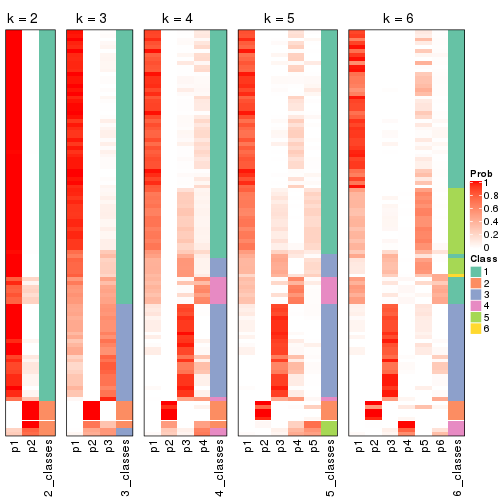 k = 2
k = 3
k = 4
k = 5
k = 6
p1
p2
2_classes
p1
p2
p3
3_classes
p1
p2
p3
p4
4_classes
p1
p2
p3
p4
p5
5_classes
p1
p2
p3
p4
p5
p6
6_classes
Prob
1
0.8
0.6
0.4
0.2
0
Class
1
2
3
4
5
6